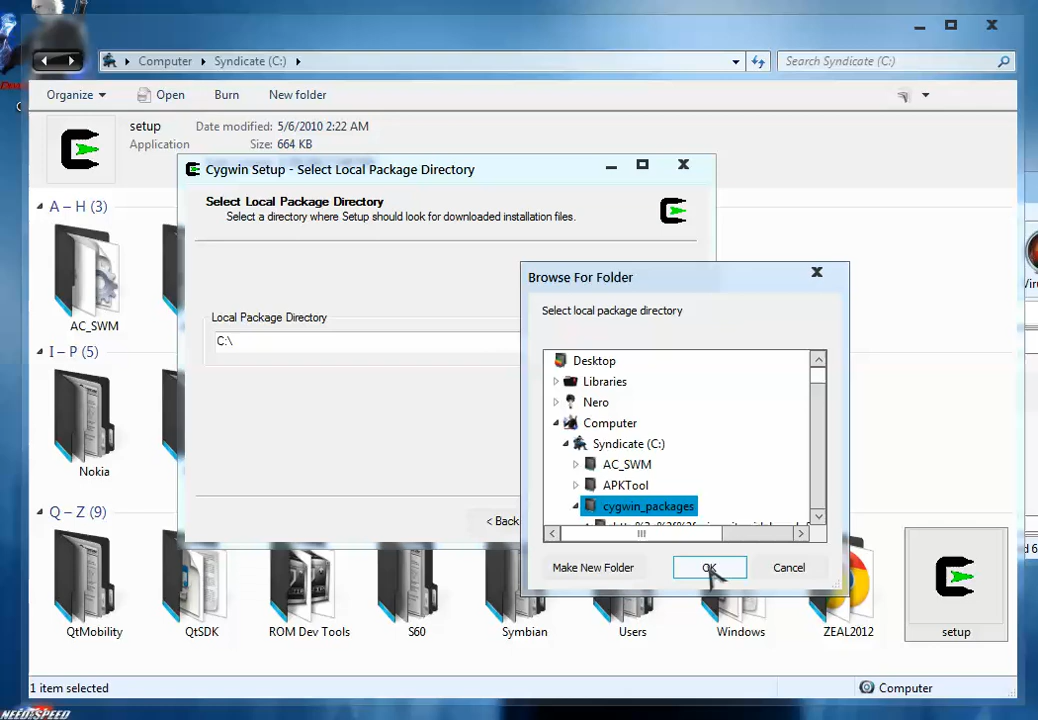 Computer
Syndicate (C:)
Search Syndicate (C:)
Organize
Open
Burn
New folder
setup
Date modified: 5/6/2010 2:22 AM
Application
Size: 664 KB
Cygwin Setup - Select Local Package Directory
Select Local Package Directory
Select a directory where Setup should look for downloaded installation files.
Local Package Directory
C:\
< Back
Browse For Folder
Select local package directory
Desktop
Libraries
Nero
Computer
Syndicate (C:)
AC_SWM
APKTool
cygwin_packages
Make New Folder
OK
Cancel
A – H (3)
AC_SWM
I – P (5)
Nokia
Q – Z (9)
QtMobility
QtSDK
ROM Dev Tools
S60
Symbian
Users
Windows
ZEAL2012
setup
1 item selected
Computer
NEED SPEED